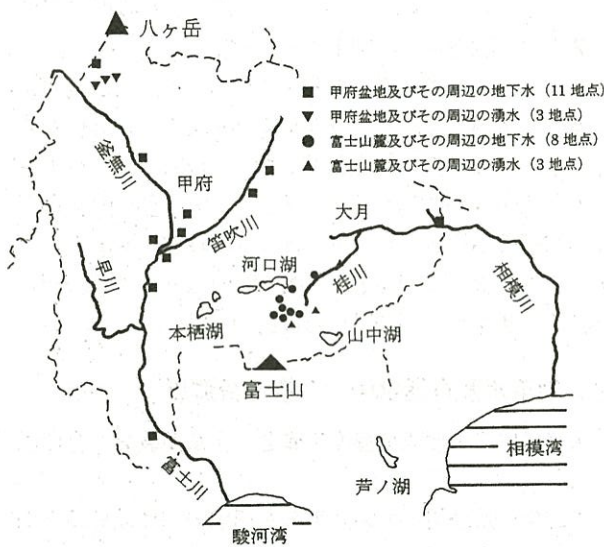 八ヶ岳
■ 甲府盆地及びその周辺の地下水（11地点）
▼ 甲府盆地及びその周辺の湧水（3地点）
● 富士山麓及びその周辺の地下水（8地点）
▲ 富士山麓及びその周辺の湧水（3地点）
釜無川
甲府
笛吹川
大月
早川
河口湖
桂川
相模川
本栖湖
山中湖
富士山
富士川
芦ノ湖
相模湾
駿河湾